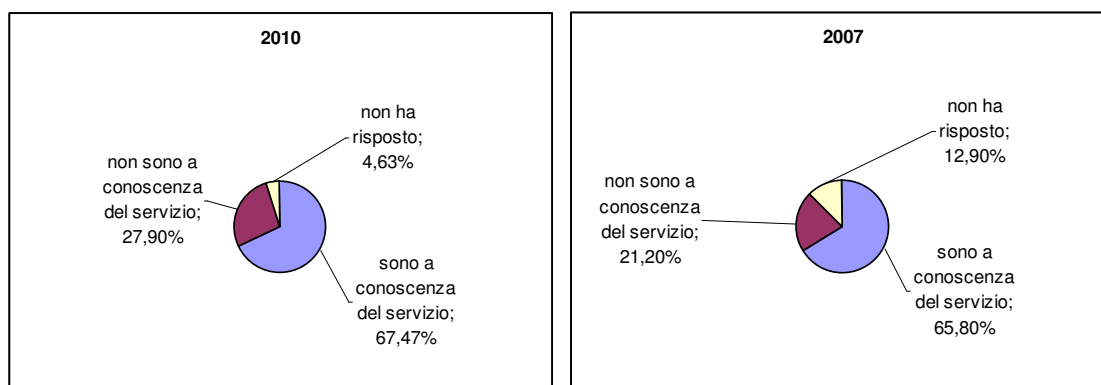 2010
non ha
risposto;
4,63%
non sono a
conoscenza
del servizio;
27,90%
sono a
conoscenza
del servizio;
67,47%
2007
non ha
risposto;
12,90%
non sono a
conoscenza
del servizio;
21,20%
sono a
conoscenza
del servizio;
65,80%